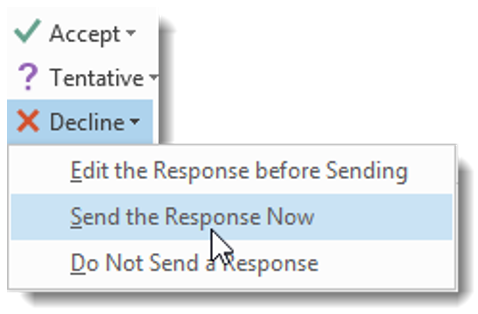 Accept
Tentative
Decline
Edit the Response before Sending
Send the Response Now
Do Not Send a Response